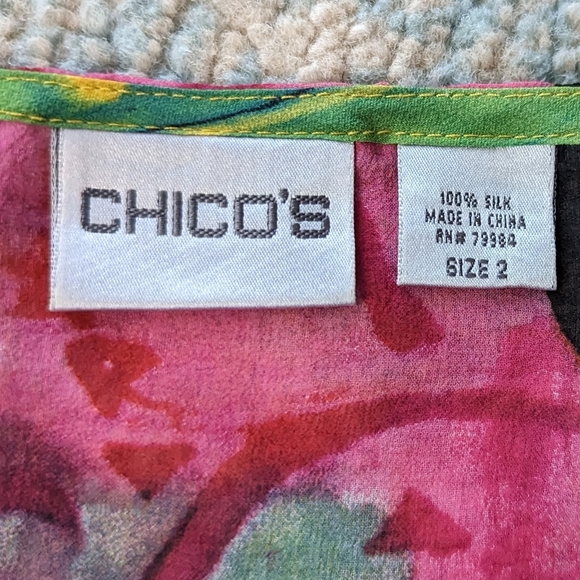 CHICO'S
100% SILK
MADE IN CHINA
RN# 79984
SIZE 2